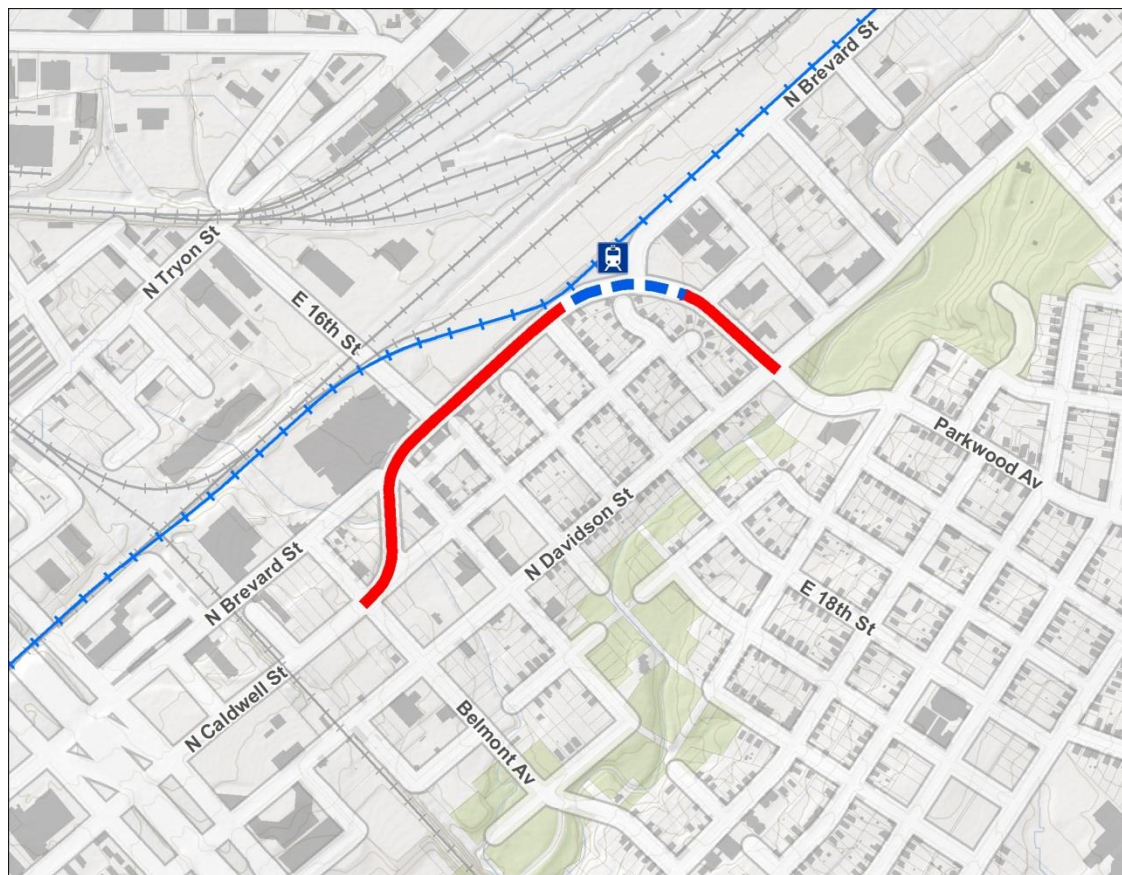 N Brevard St
N Tryon St
E 16th St
Parkwood Av
N Davidson St
N Brevard St
E 18th St
N Caldwell St
Belmont Av